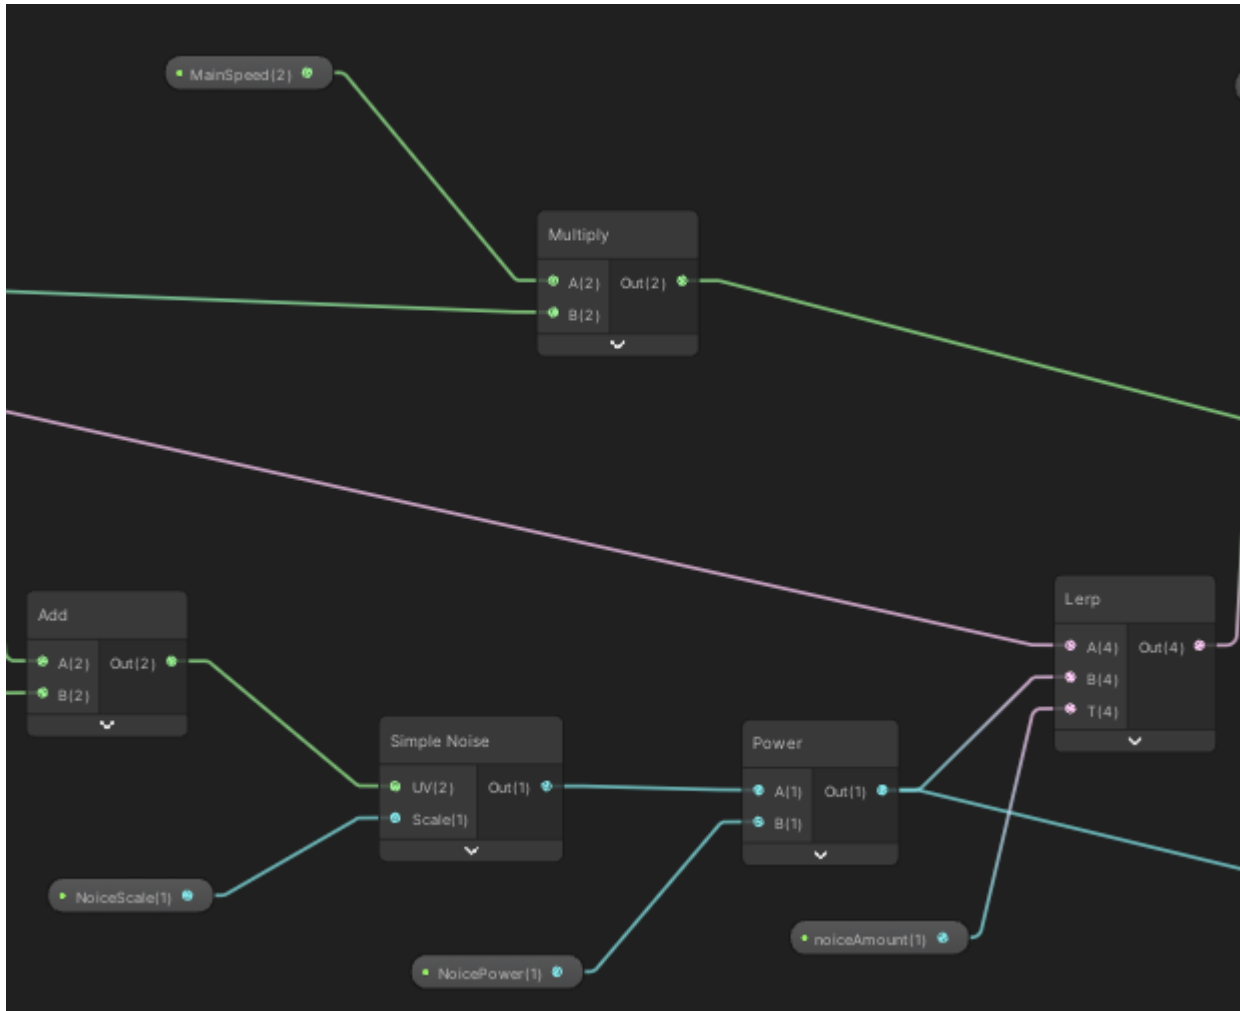 MainSpeed(2)
Multiply
A(2) Out(2)
B(2)
Add
A(2) Out(2)
B(2)
Simple Noise
UV(2) Out(1)
Scale(1)
Power
A(1) Out(1)
B(1)
Lerp
A(4) Out(4)
B(4)
T(4)
NoiceScale(1)
NoicePower(1)
noiceAmount(1)